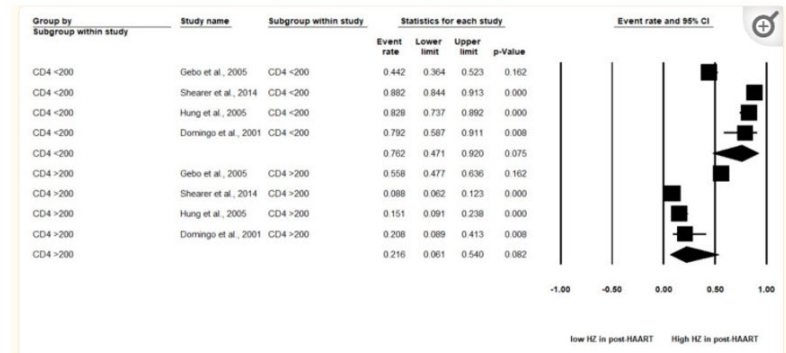 Group by Study name Subgroup within study Statistics for each study Event rate and 95% CI
Subgroup within study
Event Lower Upper
rate limit limit p-Value
CD4 <200 Gebo et al., 2005 CD4 <200 0.442 0.364 0.523 0.162
CD4 <200 Shearer et al., 2014 CD4 <200 0.882 0.844 0.913 0.000
CD4 <200 Hung et al., 2005 CD4 <200 0.828 0.737 0.892 0.000
CD4 <200 Domingo et al., 2001 CD4 <200 0.792 0.587 0.911 0.008
CD4 <200 0.762 0.471 0.920 0.075
CD4 >200 Gebo et al., 2005 CD4 >200 0.558 0.477 0.636 0.162
CD4 >200 Shearer et al., 2014 CD4 >200 0.088 0.062 0.123 0.000
CD4 >200 Hung et al., 2005 CD4 >200 0.151 0.091 0.238 0.000
CD4 >200 Domingo et al., 2001 CD4 >200 0.208 0.089 0.413 0.008
CD4 >200 0.216 0.061 0.540 0.082
-1.00 -0.50 0.00 0.50 1.00
low HZ in post-HAART High HZ in post-HAART